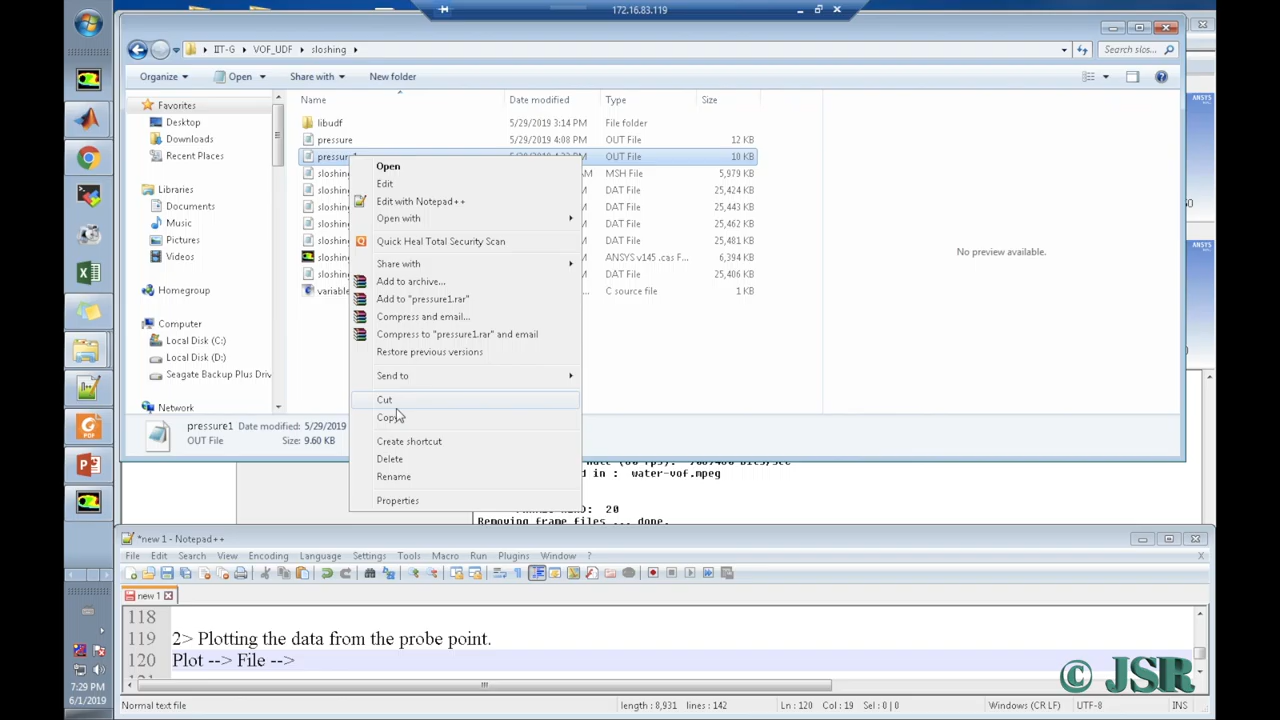 172.16.83.119
IIT-G
VOF_UDF
sloshing
Search slos...
Organize
Open
Share with
New folder
Favorites
Desktop
Downloads
Recent Places
Libraries
Documents
Music
Pictures
Videos
Homegroup
Computer
Local Disk (C:)
Local Disk (D:)
Seagate Backup Plus Driv
Network
Name Date modified Type Size
libudf 5/29/2019 3:14 PM File folder
pressure 5/29/2019 4:08 PM OUT File 12 KB
OUT File 10 KB
MSH File 5,979 KB
DAT File 25,424 KB
DAT File 25,443 KB
DAT File 25,462 KB
DAT File 25,481 KB
ANSYS v145 .cas F... 6,394 KB
DAT File 25,406 KB
C source file 1 KB
No preview available.
Open
Edit
Edit with Notepad++
Open with
Quick Heal Total Security Scan
Share with
Add to archive...
Add to "pressure1.rar"
Compress and email...
Compress to "pressure1.rar" and email
Restore previous versions
Send to
Cut
Copy
Create shortcut
Delete
Rename
Properties
pressure1 Date modified: 5/29/2019
OUT File Size: 9.60 KB
ANSYS
ANSYS
d in : water-vof.mpeg
20
Removing frame files ... done.
*new 1 - Notepad++
File Edit Search View Encoding Language Settings Tools Macro Run Plugins Window ?
new 1
118
119 2> Plotting the data from the probe point.
120 Plot --> File -->
© JSR
Normal text file length : 8,931 lines : 142 Ln : 120 Col : 19 Sel : 0 | 0 Windows (CR LF) UTF-8 INS
7:29 PM
6/1/2019